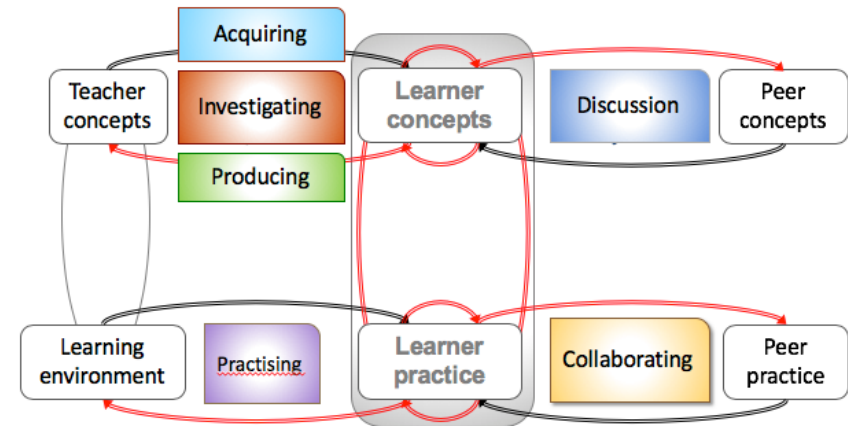 Acquiring
Teacher
concepts
Investigating
Learner
concepts
Discussion
Peer
concepts
Producing
Learning
environment
Practising
Learner
practice
Collaborating
Peer
practice